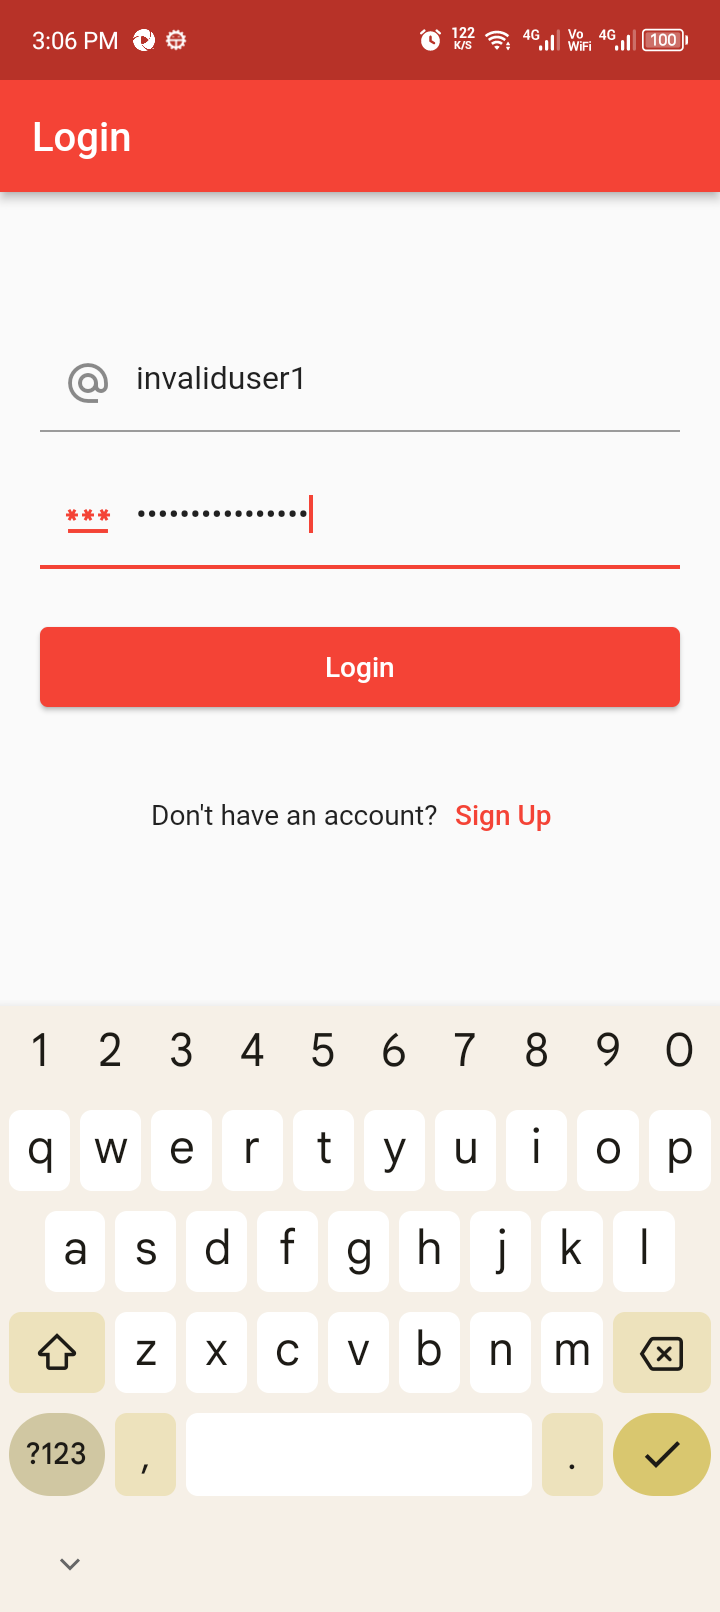 3:06 PM 122 K/S 4G Vo WiFi 4G 100
Login
invaliduser1
***
••••••••••••••••
Login
Don't have an account? Sign Up
1 2 3 4 5 6 7 8 9 0
q w e r t y u i o p
a s d f g h j k l
z x c v b n m
?123 , .